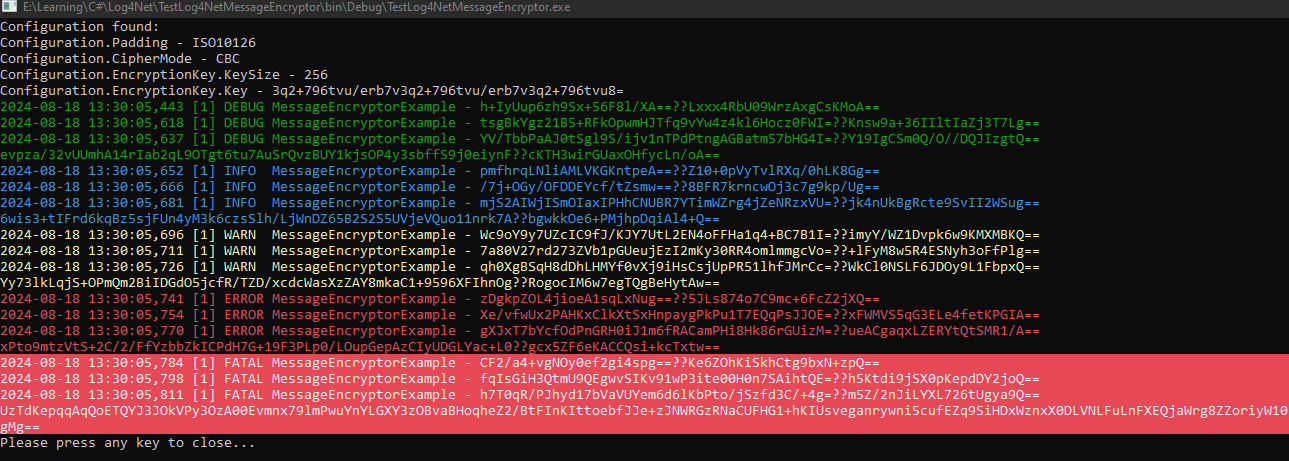 E:\Learning\C#\Log4Net\TestLog4NetMessageEncryptor\bin\Debug\TestLog4NetMessageEncryptor.exe
Configuration found:
Configuration.Padding - ISO10126
Configuration.CipherMode - CBC
Configuration.EncryptionKey.KeySize - 256
Configuration.EncryptionKey.Key - 3q2+796tvu/erb7v3q2+796tvu/erb7v3q2+796tvu8=
2024-08-18 13:30:05,443 [1] DEBUG MessageEncryptorExample - h+IyUup6zh9Sx+56F8l/XA==??Lxxx4RbU09WrzAxgCsKMoA==
2024-08-18 13:30:05,618 [1] DEBUG MessageEncryptorExample - tsgBkYgz21B5+RFkOpwmHJTfq9vYw4z4kl6Hocz0FWI=??Knsw9a+36IIltIaZj3T7Lg==
2024-08-18 13:30:05,637 [1] DEBUG MessageEncryptorExample - YV/TbbPaAJ0tSgl9S/ijv1nTPdPtngAGBatm57bHG4I=??Y19IgCSm0Q/O//DQJIzgtQ==
evpza/32vUUmhA14rIab2qL9OTgt6tu7AuSrQvzBUY1kjsOP4y3sbffS9j0eiynF??cKTH3wirGUaxOHfycLn/oA==
2024-08-18 13:30:05,652 [1] INFO  MessageEncryptorExample - pmfhrqLNliAMLVKGKntpeA==??Z10+0pVyTvlRXq/0hLK8Gg==
2024-08-18 13:30:05,666 [1] INFO  MessageEncryptorExample - /7j+OGy/OFDDEYcf/tZsmw==??8BFR7krncwOj3c7g9kp/Ug==
2024-08-18 13:30:05,681 [1] INFO  MessageEncryptorExample - mjS2AIWjISmOIaxIPHhCNUBR7YTimWZrg4jZeNRzxVU=??jk4nUkBgRcte9SvII2WSug==
6wis3+tIFrd6kqBz5sjFUn4yM3k6czsSlh/LjWnDZ65B2S2S5UVjeVQuo11nrk7A??bgwkkOe6+PMjhpDqiAl4+Q==
2024-08-18 13:30:05,696 [1] WARN  MessageEncryptorExample - Wc9oY9y7UZcIC9fJ/KJY7UtL2EN4oFFHa1q4+BC7B1I=??imyY/WZ1Dvpk6w9KMXMBKQ==
2024-08-18 13:30:05,711 [1] WARN  MessageEncryptorExample - 7a80V27rd273ZVb1pGUeujEzI2mKy30RR4omlmmgcVo=??+lFyM8w5R4ESNyh3oFfPlg==
2024-08-18 13:30:05,726 [1] WARN  MessageEncryptorExample - qh0XgBSqH8dDhLHMYf0vXj9iHsCsjUpPR51lhfJMrCc=??WkCl0NSLF6JDOy9L1FbpxQ==
Yy73lkLqjS+OPmQm2BiIDGdO5jcfR/TZD/xcdcWasXzZAY8mkaC1+9596XFIhnOg??RogocIM6w7egTQgBeHytAw==
2024-08-18 13:30:05,741 [1] ERROR MessageEncryptorExample - zDgkpZOL4jioeA1sqLxNug==??5JLs874o7C9mc+6FcZ2jXQ==
2024-08-18 13:30:05,754 [1] ERROR MessageEncryptorExample - Xe/vfwUx2PAHKxClkXtSxHnpaygPkPu1T7EQqPsJJOE=??xFWMVS5qG3ELe4fetKPGIA==
2024-08-18 13:30:05,770 [1] ERROR MessageEncryptorExample - gXJxT7bYcfOdPnGRH0iJ1m6fRACamPHi8Hk86rGUizM=??ueACgaqxLZERYtQtSMR1/A==
xPto9mtzVtS+2C/2/FfYzbbZkICPdH7G+19F3PLp0/LOupGepAzCIyUDGLYac+L0??gcx5ZF6eKACCQsi+kcTxtw==
2024-08-18 13:30:05,784 [1] FATAL MessageEncryptorExample - CF2/a4+vgNOy0ef2gi4spg==??Ke6ZOhKiSkhCtg9bxN+zpQ==
2024-08-18 13:30:05,798 [1] FATAL MessageEncryptorExample - fqIsGiH3QtmU9QEgwvSIKv91wP3ite00H0n7SAihtQE=??h5Ktdi9jSX0pKepdDY2joQ==
2024-08-18 13:30:05,811 [1] FATAL MessageEncryptorExample - h7T0qR/PJhyd17bVaVUYem6d6lKbPto/jSzfd3C/+4g=??m5Z/2nJiLYXL726tUgya9Q==
UzTdKepqqAqQoETQYJ3JOkVPy3OzA00Evmnx79lmPwuYnYLGXY3zOBvaBHoqheZ2/BtFInKIttoebfJJe+zJNWRGzRNaCUFHG1+hKIUsveganrywni5cufEZq9SiHDxWznxX0DLVNLFuLnFXEQjaWrg8ZZoriyW10
gMg==
Please press any key to close...